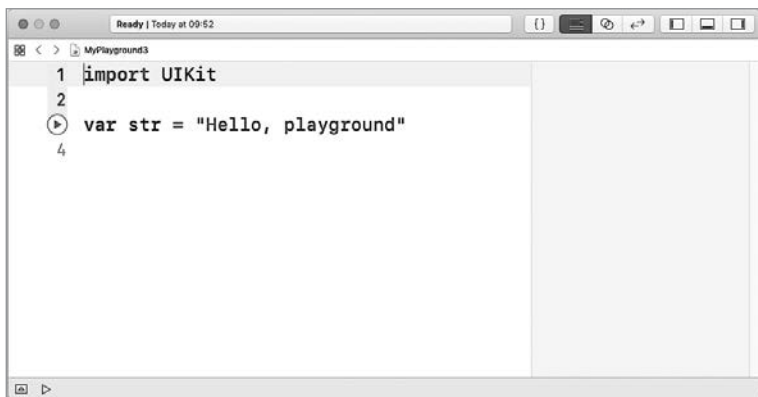 Ready | Today at 09:52
{}
MyPlayground3
1 import UIKit
2
var str = "Hello, playground"
4